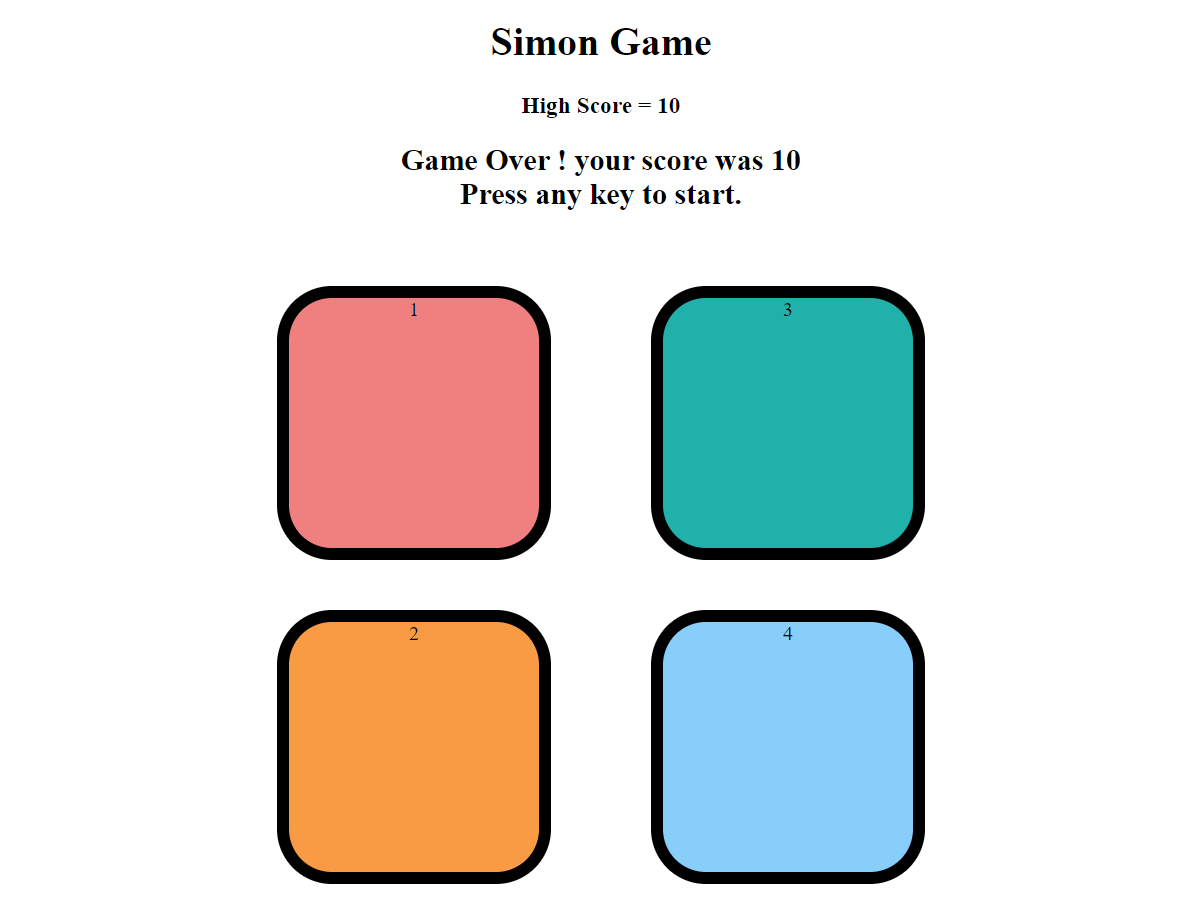 Simon Game
High Score = 10
Game Over ! your score was 10
Press any key to start.
1
3
2
4